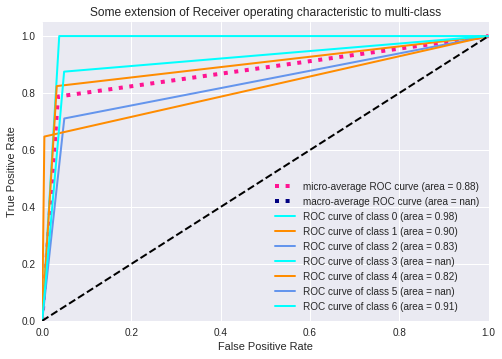 Some extension of Receiver operating characteristic to multi-class
1.0
0.8
0.6
0.4
0.2
0.0
True Positive Rate
micro-average ROC curve (area = 0.88)
macro-average ROC curve (area = nan)
ROC curve of class 0 (area = 0.98)
ROC curve of class 1 (area = 0.90)
ROC curve of class 2 (area = 0.83)
ROC curve of class 3 (area = nan)
ROC curve of class 4 (area = 0.82)
ROC curve of class 5 (area = nan)
ROC curve of class 6 (area = 0.91)
0.0 0.2 0.4 0.6 0.8 1.0
False Positive Rate